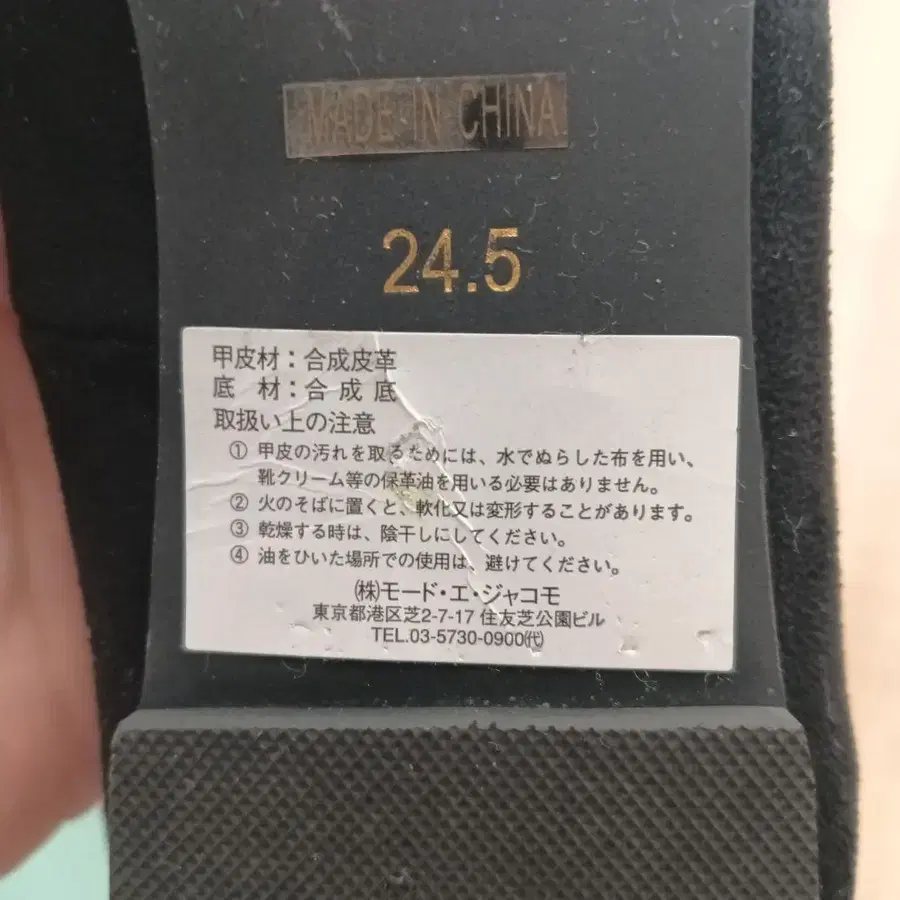 MADE IN CHINA
24.5
甲皮材：合成皮革
底　材：合成底
取扱い上の注意
① 甲皮の汚れを取るためには、水でぬらした布を用い、
靴クリーム等の保革油を用いる必要はありません。
② 火のそばに置くと、軟化又は変形することがあります。
③ 乾燥する時は、陰干しにしてください。
④ 油をひいた場所での使用は、避けてください。
㈱モード・エ・ジャコモ
東京都港区芝2-7-17 住友芝公園ビル
TEL.03-5730-0900㈹